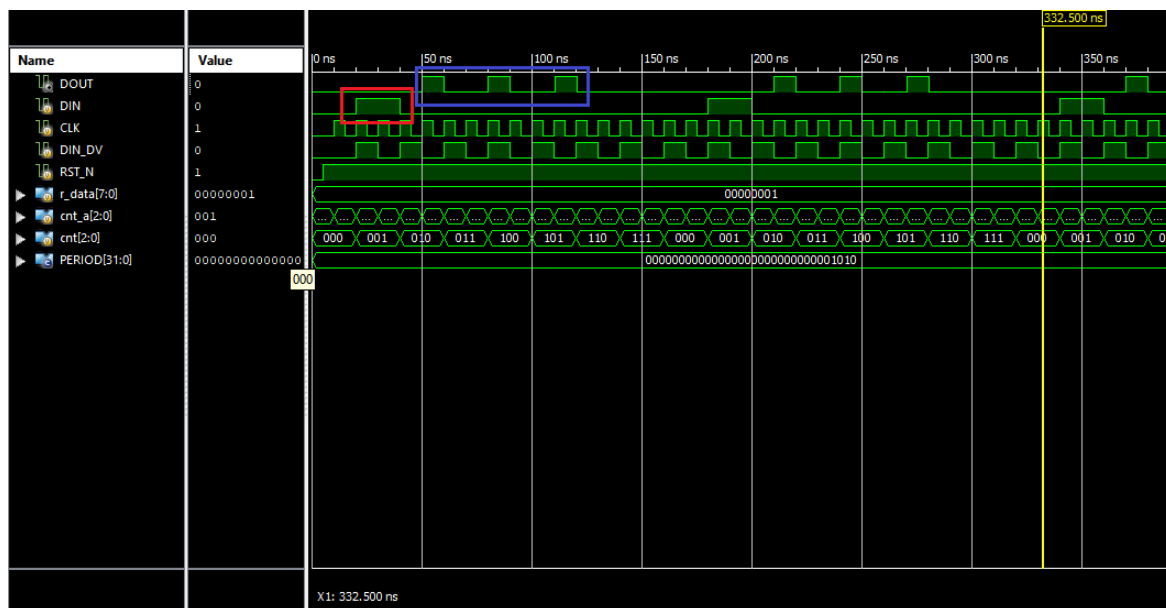 332.500 ns
Name Value 0 ns 50 ns 100 ns 150 ns 200 ns 250 ns 300 ns 350 ns
DOUT 0
DIN 0
CLK 1
DIN_DV 0
RST_N 1
r_data[7:0] 00000001 00000001
cnt_a[2:0] 001 ... ... ... ... ... ... ... ... ... ... ... ... ... ... ... ... ... ... ...
cnt[2:0] 000 000 001 010 011 100 101 110 111 000 001 010 011 100 101 110 111 000 001 010 0
PERIOD[31:0] 00000000000000 00000000000000000000000000001010
000
X1: 332.500 ns